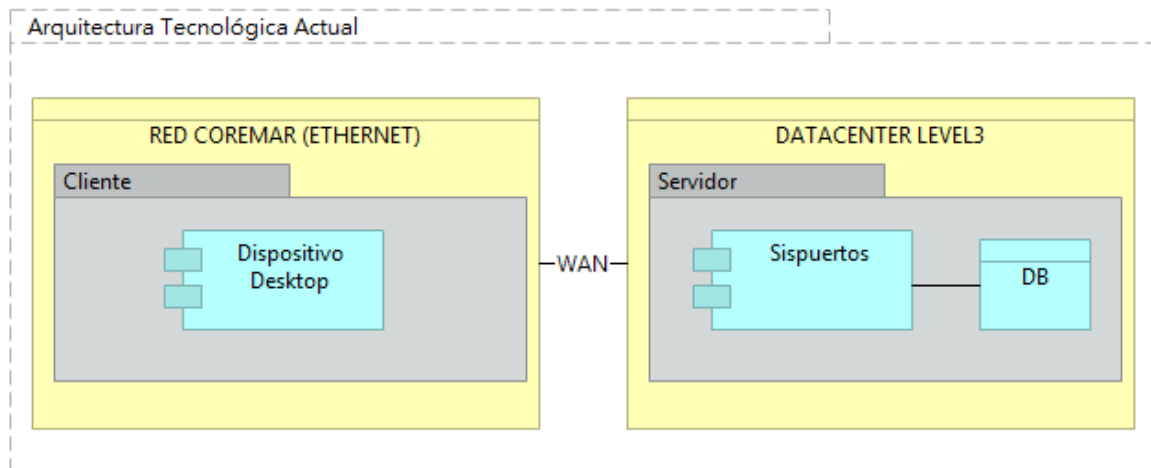 Arquitectura Tecnológica Actual
RED COREMAR (ETHERNET)
Cliente
Dispositivo
Desktop
WAN
DATACENTER LEVEL3
Servidor
Sispuertos
DB